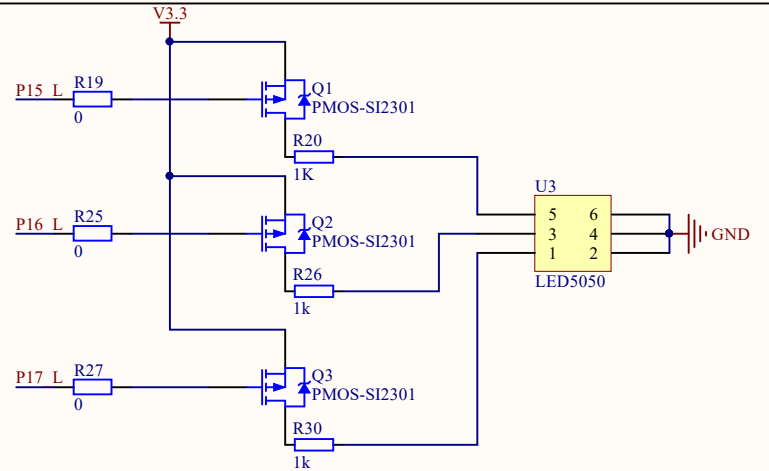 V3.3
P15 L
R19
0
Q1
PMOS-SI2301
R20
1K
P16 L
R25
0
Q2
PMOS-SI2301
R26
1k
U3
5 6
3 4
1 2
LED5050
GND
P17 L
R27
0
Q3
PMOS-SI2301
R30
1k